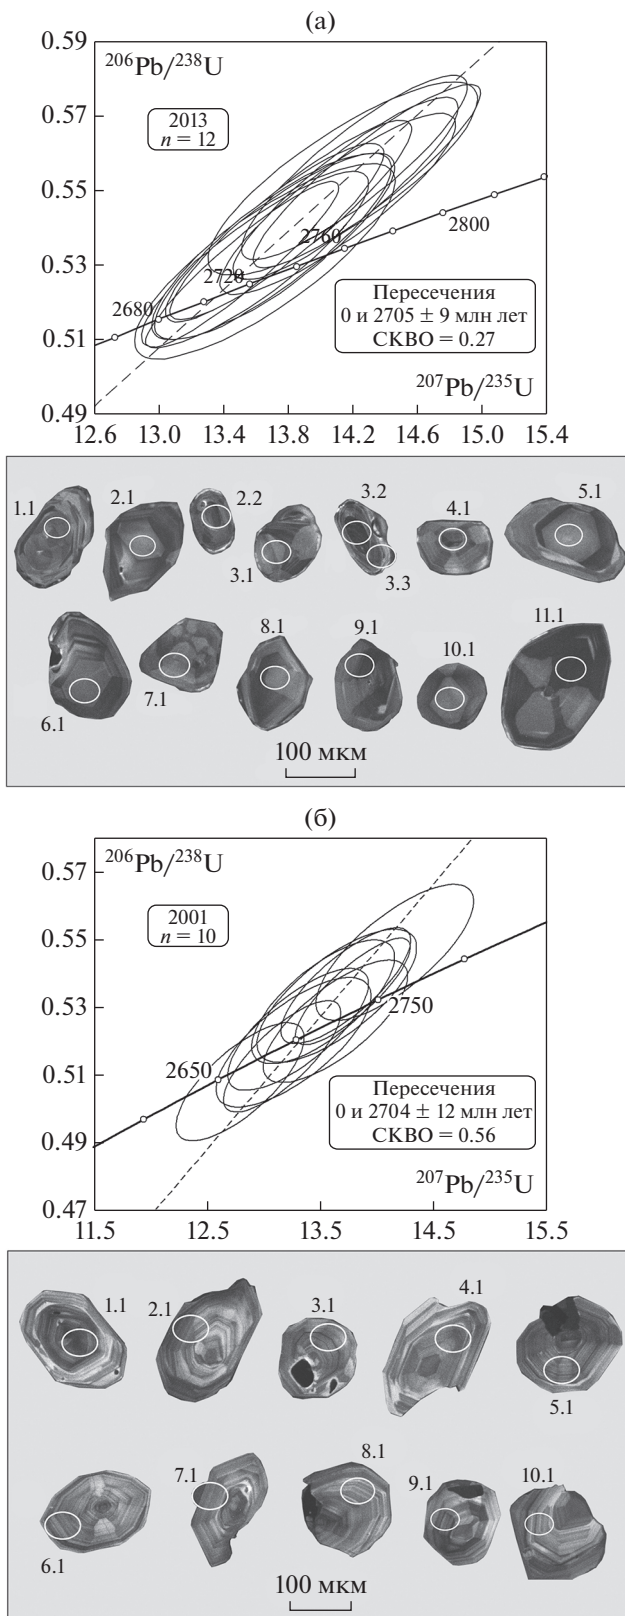 (а)
0.59
206Pb/238U
2013
n = 12
0.57
0.55
2800
2760
0.53
2720
2680
Пересечения
0 и 2705 ± 9 млн лет
СКВО = 0.27
0.51
207Pb/235U
0.49
12.6 13.0 13.4 13.8 14.2 14.6 15.0 15.4
1.1 2.1 2.2 3.1 3.2 3.3 4.1 5.1
6.1 7.1 8.1 9.1 10.1 11.1
100 мкм
(б)
206Pb/238U
0.57
2001
n = 10
0.55
0.53
2750
2650
0.51
Пересечения
0 и 2704 ± 12 млн лет
СКВО = 0.56
0.49
207Pb/235U
0.47
11.5 12.5 13.5 14.5 15.5
1.1 2.1 3.1 4.1 5.1
6.1 7.1 8.1 9.1 10.1
100 мкм